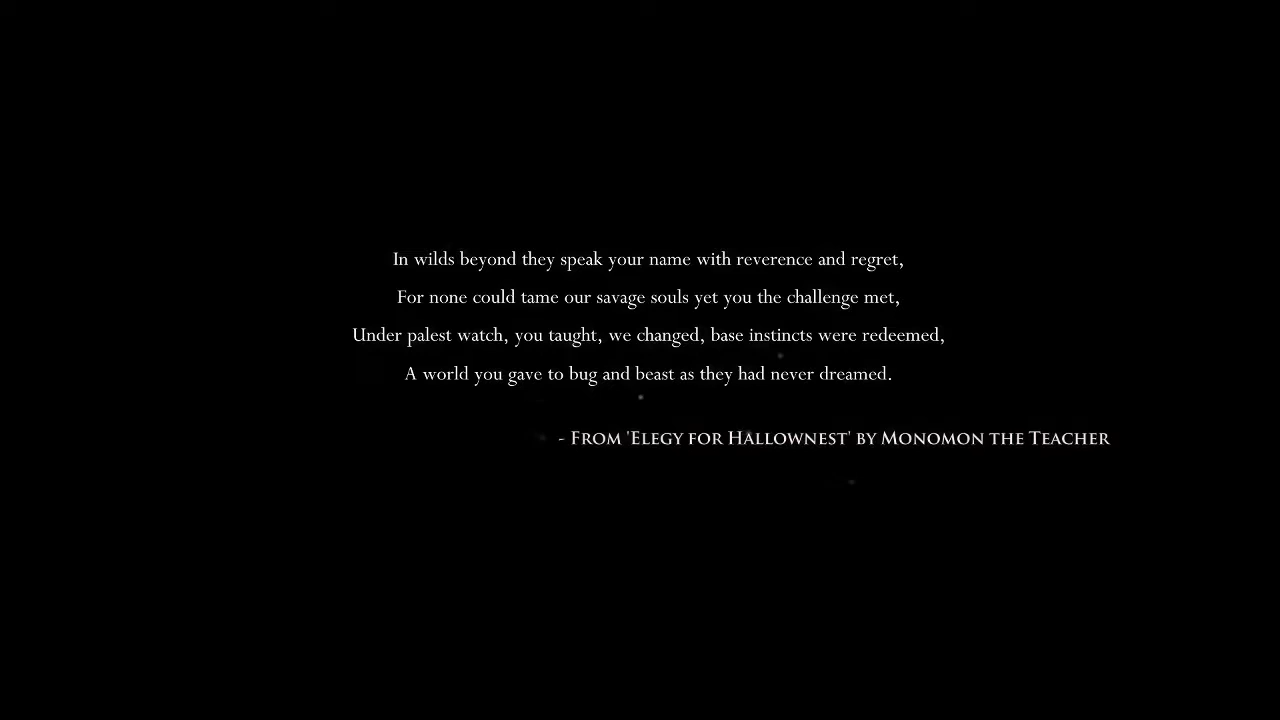 In wilds beyond they speak your name with reverence and regret,
For none could tame our savage souls yet you the challenge met,
Under palest watch, you taught, we changed, base instincts were redeemed,
A world you gave to bug and beast as they had never dreamed.
- From 'Elegy for Hallownest' by Monomon the Teacher